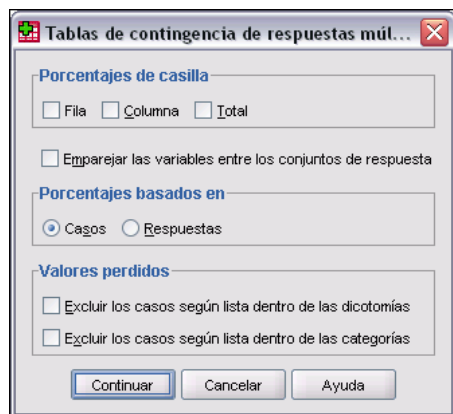 Tablas de contingencia de respuestas múl...
Porcentajes de casilla
Fila Columna Total
Emparejar las variables entre los conjuntos de respuesta
Porcentajes basados en
Casos Respuestas
Valores perdidos
Excluir los casos según lista dentro de las dicotomías
Excluir los casos según lista dentro de las categorías
Continuar Cancelar Ayuda